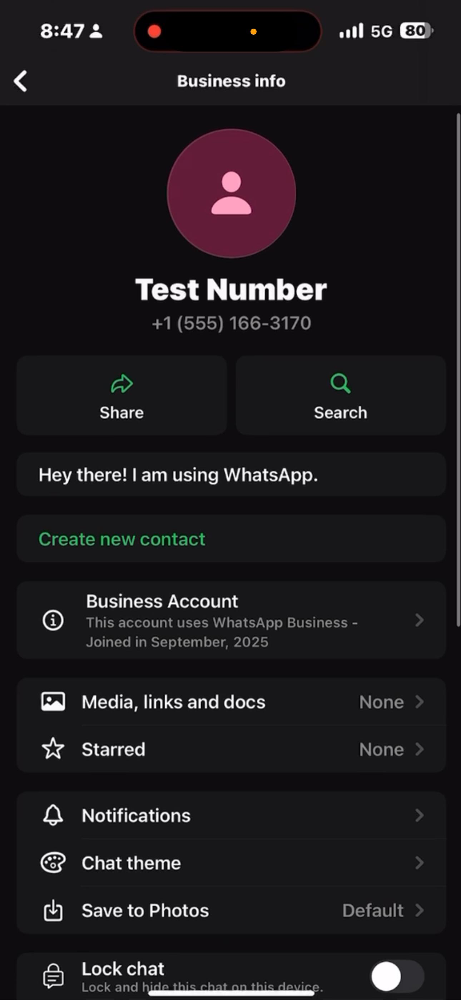 8:47
5G
80
Business info
Test Number
+1 (555) 166-3170
Share
Search
Hey there! I am using WhatsApp.
Create new contact
Business Account
This account uses WhatsApp Business -
Joined in September, 2025
Media, links and docs
None
Starred
None
Notifications
Chat theme
Save to Photos
Default
Lock chat
Lock and hide this chat on this device.